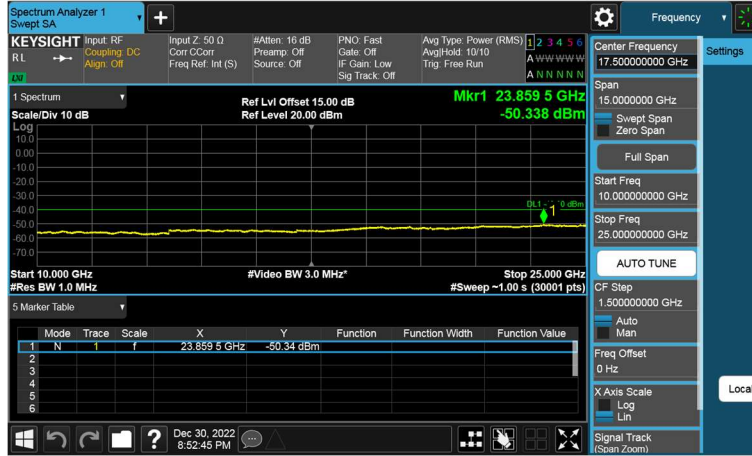 Spectrum Analyzer 1
Swept SA
Frequency
KEYSIGHT
RL
LXI
Input: RF
Coupling: DC
Align: Off
Input Z: 50 Ω
Corr CCorr
Freq Ref: Int (S)
#Atten: 16 dB
Preamp: Off
Source: Off
PNO: Fast
Gate: Off
IF Gain: Low
Sig Track: Off
Avg Type: Power (RMS)
Avg|Hold: 10/10
Trig: Free Run
1 2 3 4 5 6
A W W W W W
A N N N N N
1 Spectrum
Scale/Div 10 dB
Ref Lvl Offset 15.00 dB
Ref Level 20.00 dBm
Mkr1 23.859 5 GHz
-50.338 dBm
Log
10.0
0.00
-10.0
-20.0
-30.0
-40.0
-50.0
-60.0
-70.0
1
Start 10.000 GHz
#Res BW 1.0 MHz
#Video BW 3.0 MHz*
Stop 25.000 GHz
#Sweep ~1.00 s (30001 pts)
5 Marker Table
Mode Trace Scale X Y Function Function Width Function Value
1 N 1 f 23.859 5 GHz -50.34 dBm
2
3
4
5
6
Dec 30, 2022
8:52:45 PM
Center Frequency
17.500000000 GHz
Settings
Span
15.0000000 GHz
Swept Span
Zero Span
Full Span
Start Freq
10.000000000 GHz
Stop Freq
25.000000000 GHz
AUTO TUNE
CF Step
1.500000000 GHz
Auto
Man
Freq Offset
0 Hz
X Axis Scale
Log
Lin
Local
Signal Track
(Span Zoom)